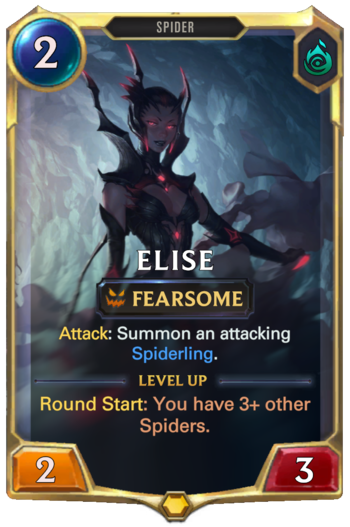 SPIDER
2
ELISE
FEARSOME
Attack: Summon an attacking
Spiderling.
LEVEL UP
Round Start: You have 3+ other
Spiders.
2
3